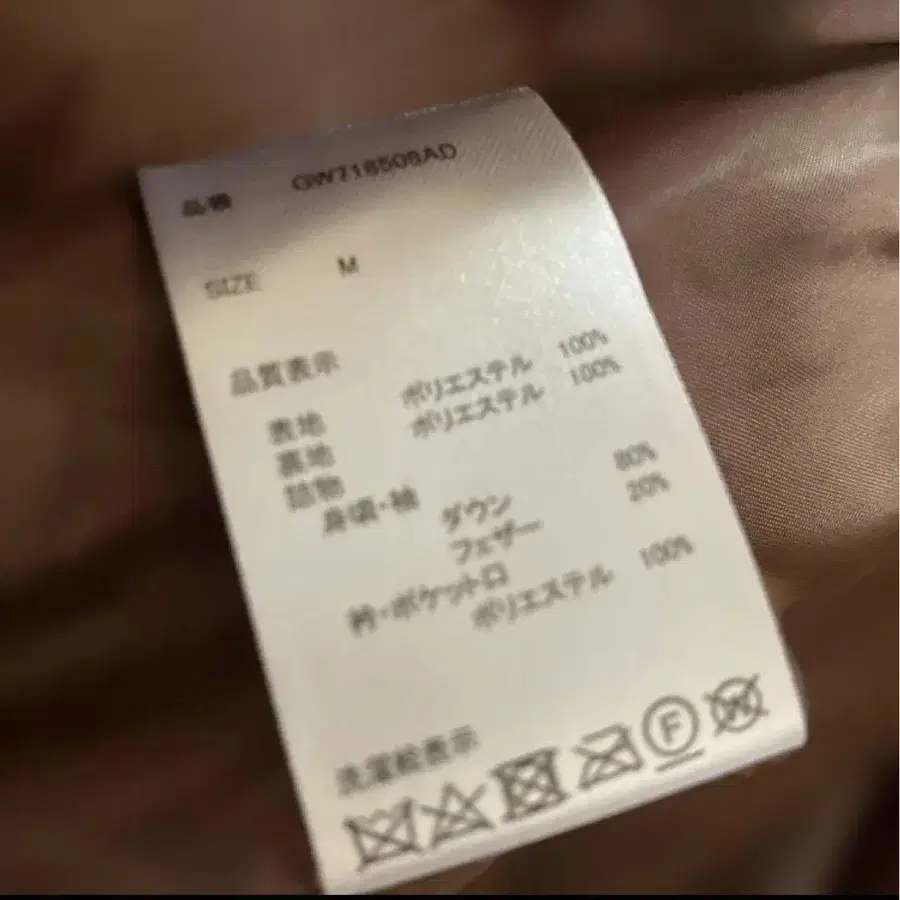 品番 GW718508AD
SIZE M
品質表示
表地 ポリエステル 100%
裏地 ポリエステル 100%
詰物
身頃・袖
ダウン 80%
フェザー 20%
衿・ポケット口
ポリエステル 100%
洗濯絵表示
F
W